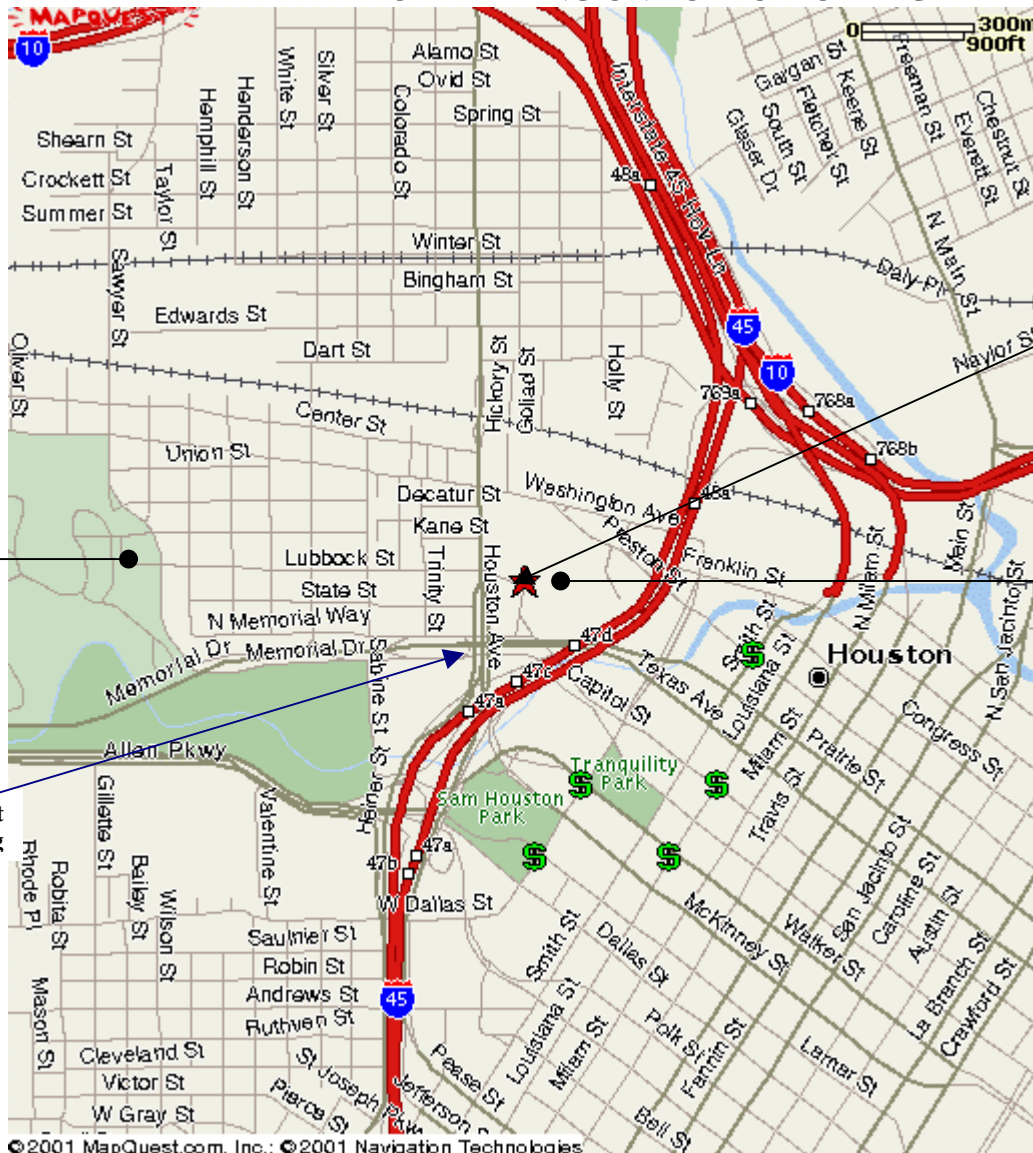 MAPQUEST
10
0 300m
900ft
Alamo St
Ovid St
Spring St
Silver St
White St
Henderson St
Hemphill St
Colorado St
Shearn St
Crockett St
Summer St
Taylor St
Sawyer St
Winter St
Bingham St
Edwards St
Dart St
Oliver St
Interstate 45 HOV Ln
48a
Gargan St
Keene St
Fletcher St
South St
Glaser Dr
Freeman St
Chestnut St
Everett St
N Main St
Daly-Pl
Naylor St
45
10
768a
768a
768b
48a
Hickory St
Goliad St
Holly St
Center St
Union St
Decatur St
Kane St
Washington Ave
Preston St
Franklin St
Lubbock St
State St
Trinity St
Houston Ave
N Memorial Way
Memorial Dr
Memorial Dr
Sabine St
47d
47c
47a
N Milam St
Main St
N San Jacinto St
Smith St
Louisiana St
Houston
Capitol St
Texas Ave
Congress St
Prairie St
Milam St
Travis St
Allen Pkwy
Tranquility
Park
Sam Houston
Park
$
$
$
$
$
t
g
Gillette St
Valentine St
Heiner St
47a
47b
W Dallas St
Rhode Pl
Robita St
Bailey St
Wilson St
Mason St
Saulnier St
Robin St
Andrews St
Ruthven St
45
Cleveland St
Victor St
W Gray St
St Joseph Pkwy
Pierce St
Jefferson
Pease St
Smith St
Louisiana St
Milam St
Dallas St
Polk St
Fannin St
Bell St
McKinney St
Walker St
Lamar St
San Jacinto St
Caroline St
Austin St
La Branch St
Crawford St
©2001 MapQuest.com, Inc.; ©2001 Navigation Technologies